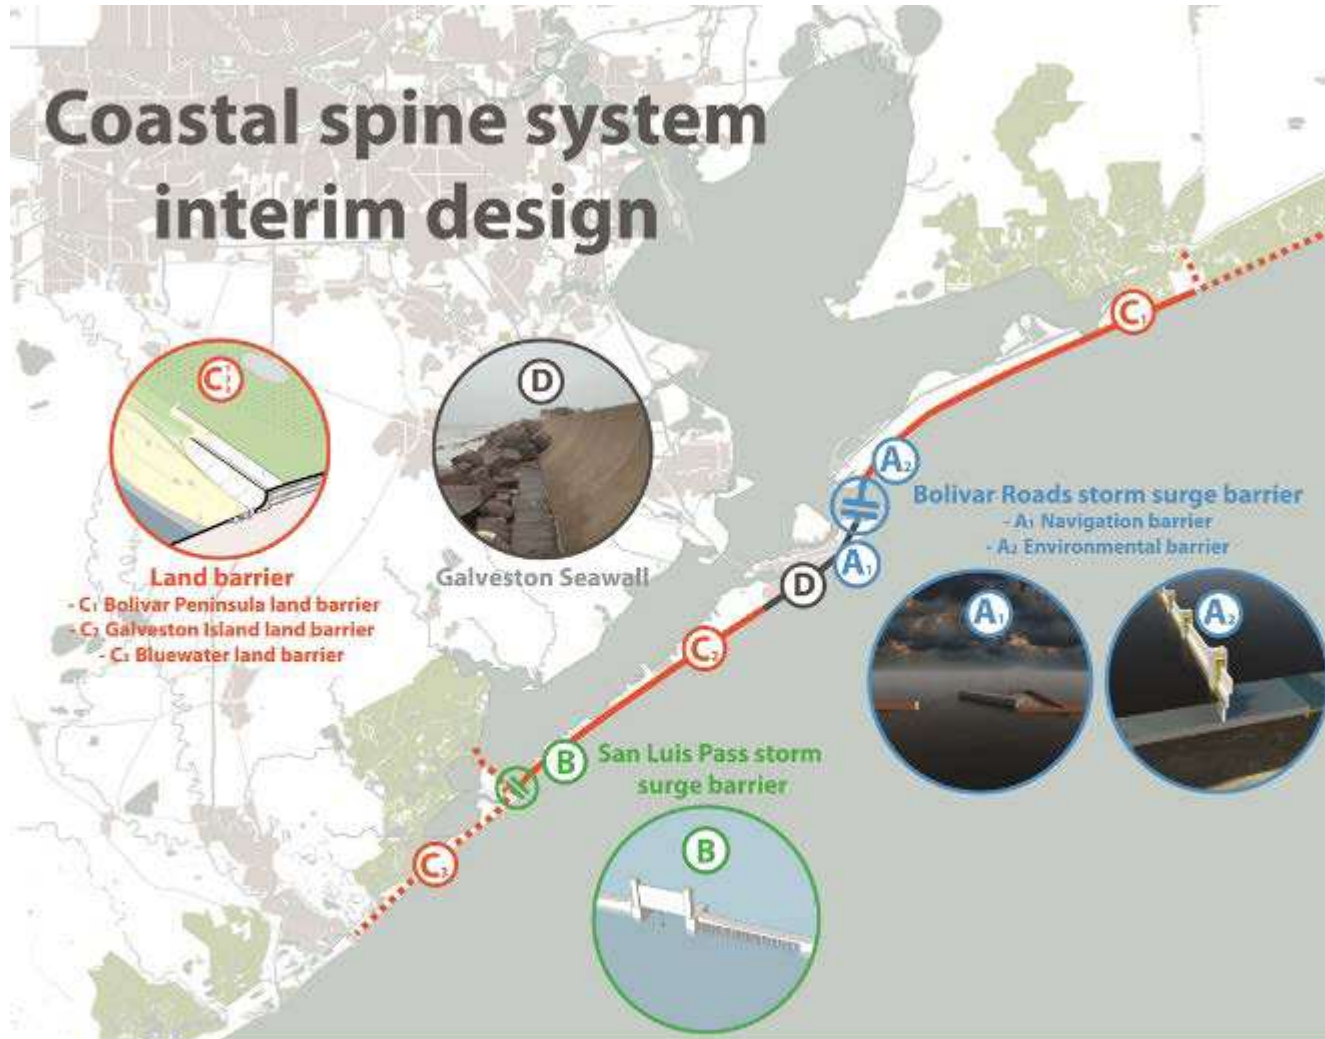 Coastal spine system
interim design
C₁
A₂
Bolivar Roads storm surge barrier
- A₁ Navigation barrier
- A₂ Environmental barrier
A₁
D
C
D
Galveston Seawall
Land barrier
- C₁ Bolivar Peninsula land barrier
- C₂ Galveston Island land barrier
- C₃ Bluewater land barrier
A₁
A₂
C₂
B
San Luis Pass storm
surge barrier
B
C₃